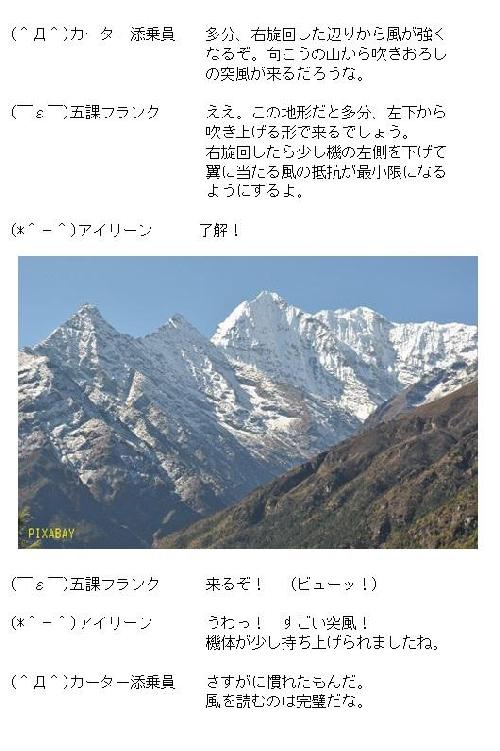 (^Д^)カーター添乗員　多分、右旋回した辺りから風が強く
なるぞ。向こうの山から吹きおろし
の突風が来るだろうな。
(￣ε￣)五課フランク　ええ。この地形だと多分、左下から
吹き上げる形で来るでしょう。
右旋回したら少し機の左側を下げて
翼に当たる風の抵抗が最小限になる
ようにするよ。
(*^-^)アイリーン　了解！
PIXABAY
(￣ε￣)五課フランク　来るぞ！　(ビューッ！)
(*^-^)アイリーン　うわっ！　すごい突風！
機体が少し持ち上げられましたね。
(^Д^)カーター添乗員　さすがに慣れたもんだ。
風を読むのは完璧だな。